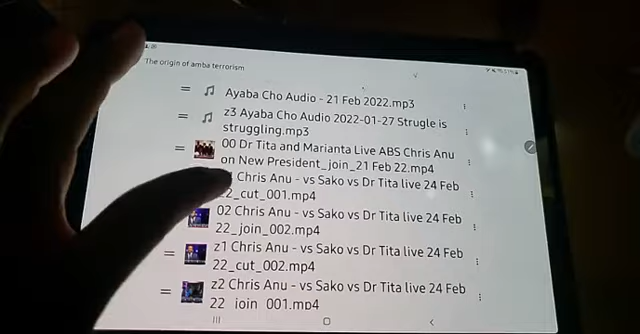 The origin of amba terrorism
Ayaba Cho Audio - 21 Feb 2022.mp3
z3 Ayaba Cho Audio 2022-01-27 Strugle is
struggling.mp3
00 Dr Tita and Marianta Live ABS Chris Anu
on New President_join_21 Feb 22.mp4
Chris Anu - vs Sako vs Dr Tita live 24 Feb
22_cut_001.mp4
02 Chris Anu - vs Sako vs Dr Tita live 24 Feb
22_join_002.mp4
z1 Chris Anu - vs Sako vs Dr Tita live 24 Feb
22_cut_002.mp4
z2 Chris Anu - vs Sako vs Dr Tita live 24 Feb
22_join_001.mp4